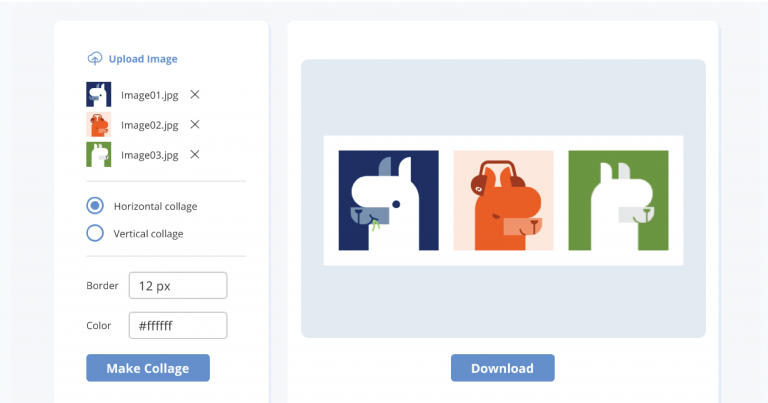 Upload Image
Image01.jpg
Image02.jpg
Image03.jpg
Horizontal collage
Vertical collage
Border 12 px
Color #ffffff
Make Collage
Download